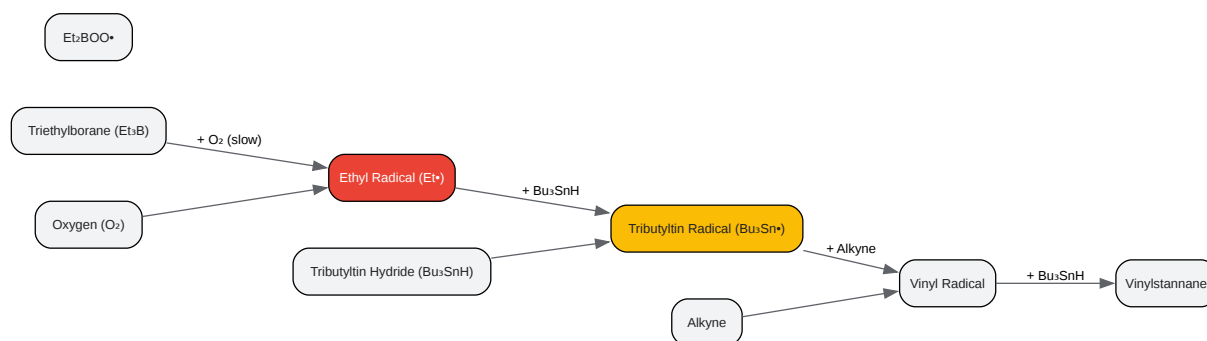 Et₂BOO•
Triethylborane (Et₃B)
+ O₂ (slow)
Ethyl Radical (Et•)
+ Bu₃SnH
Oxygen (O₂)
Tributyltin Radical (Bu₃Sn•)
+ Alkyne
Tributyltin Hydride (Bu₃SnH)
Vinyl Radical
+ Bu₃SnH
Vinylstannane
Alkyne